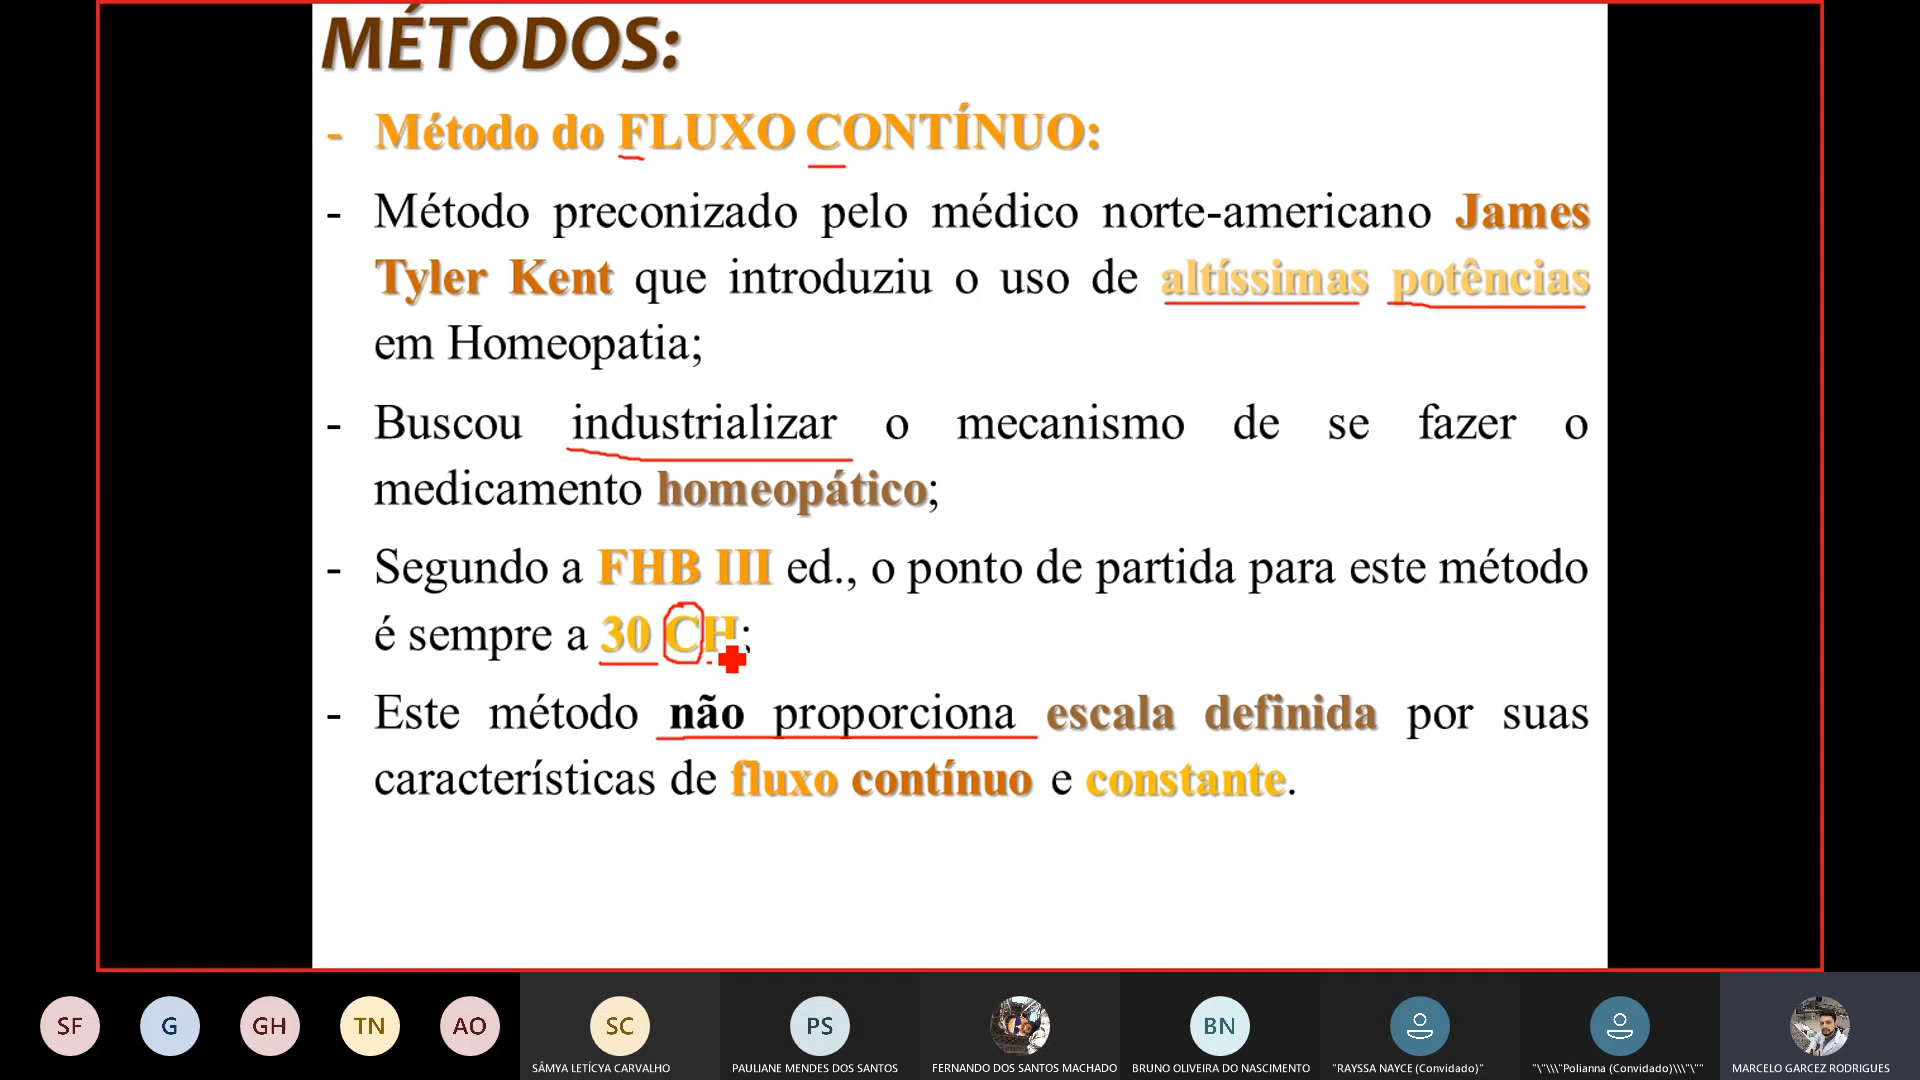 MÉTODOS:
- Método do FLUXO CONTÍNUO:
- Método preconizado pelo médico norte-americano James
Tyler Kent que introduziu o uso de altíssimas potências
em Homeopatia;
- Buscou industrializar o mecanismo de se fazer o
medicamento homeopático;
- Segundo a FHB III ed., o ponto de partida para este método
é sempre a 30 CH;
- Este método não proporciona escala definida por suas
características de fluxo contínuo e constante.
SF G GH TN AO SC PS BN
SÂMYA LETÍCYA CARVALHO PAULIANE MENDES DOS SANTOS FERNANDO DOS SANTOS MACHADO BRUNO OLIVEIRA DO NASCIMENTO "RAYSSA NAYCE (Convidado)" "\"\\\"Polianna (Convidado)\\\"\"" MARCELO GARCEZ RODRIGUES